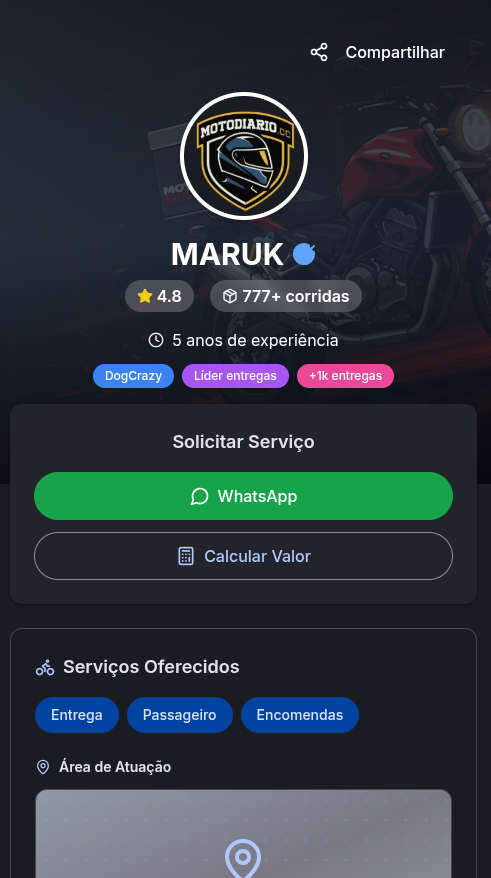 Compartilhar
MOTODIARIO.CC
MARUK
4.8
777+ corridas
5 anos de experiência
DogCrazy
Líder entregas
+1k entregas
Solicitar Serviço
WhatsApp
Calcular Valor
Serviços Oferecidos
Entrega
Passageiro
Encomendas
Área de Atuação